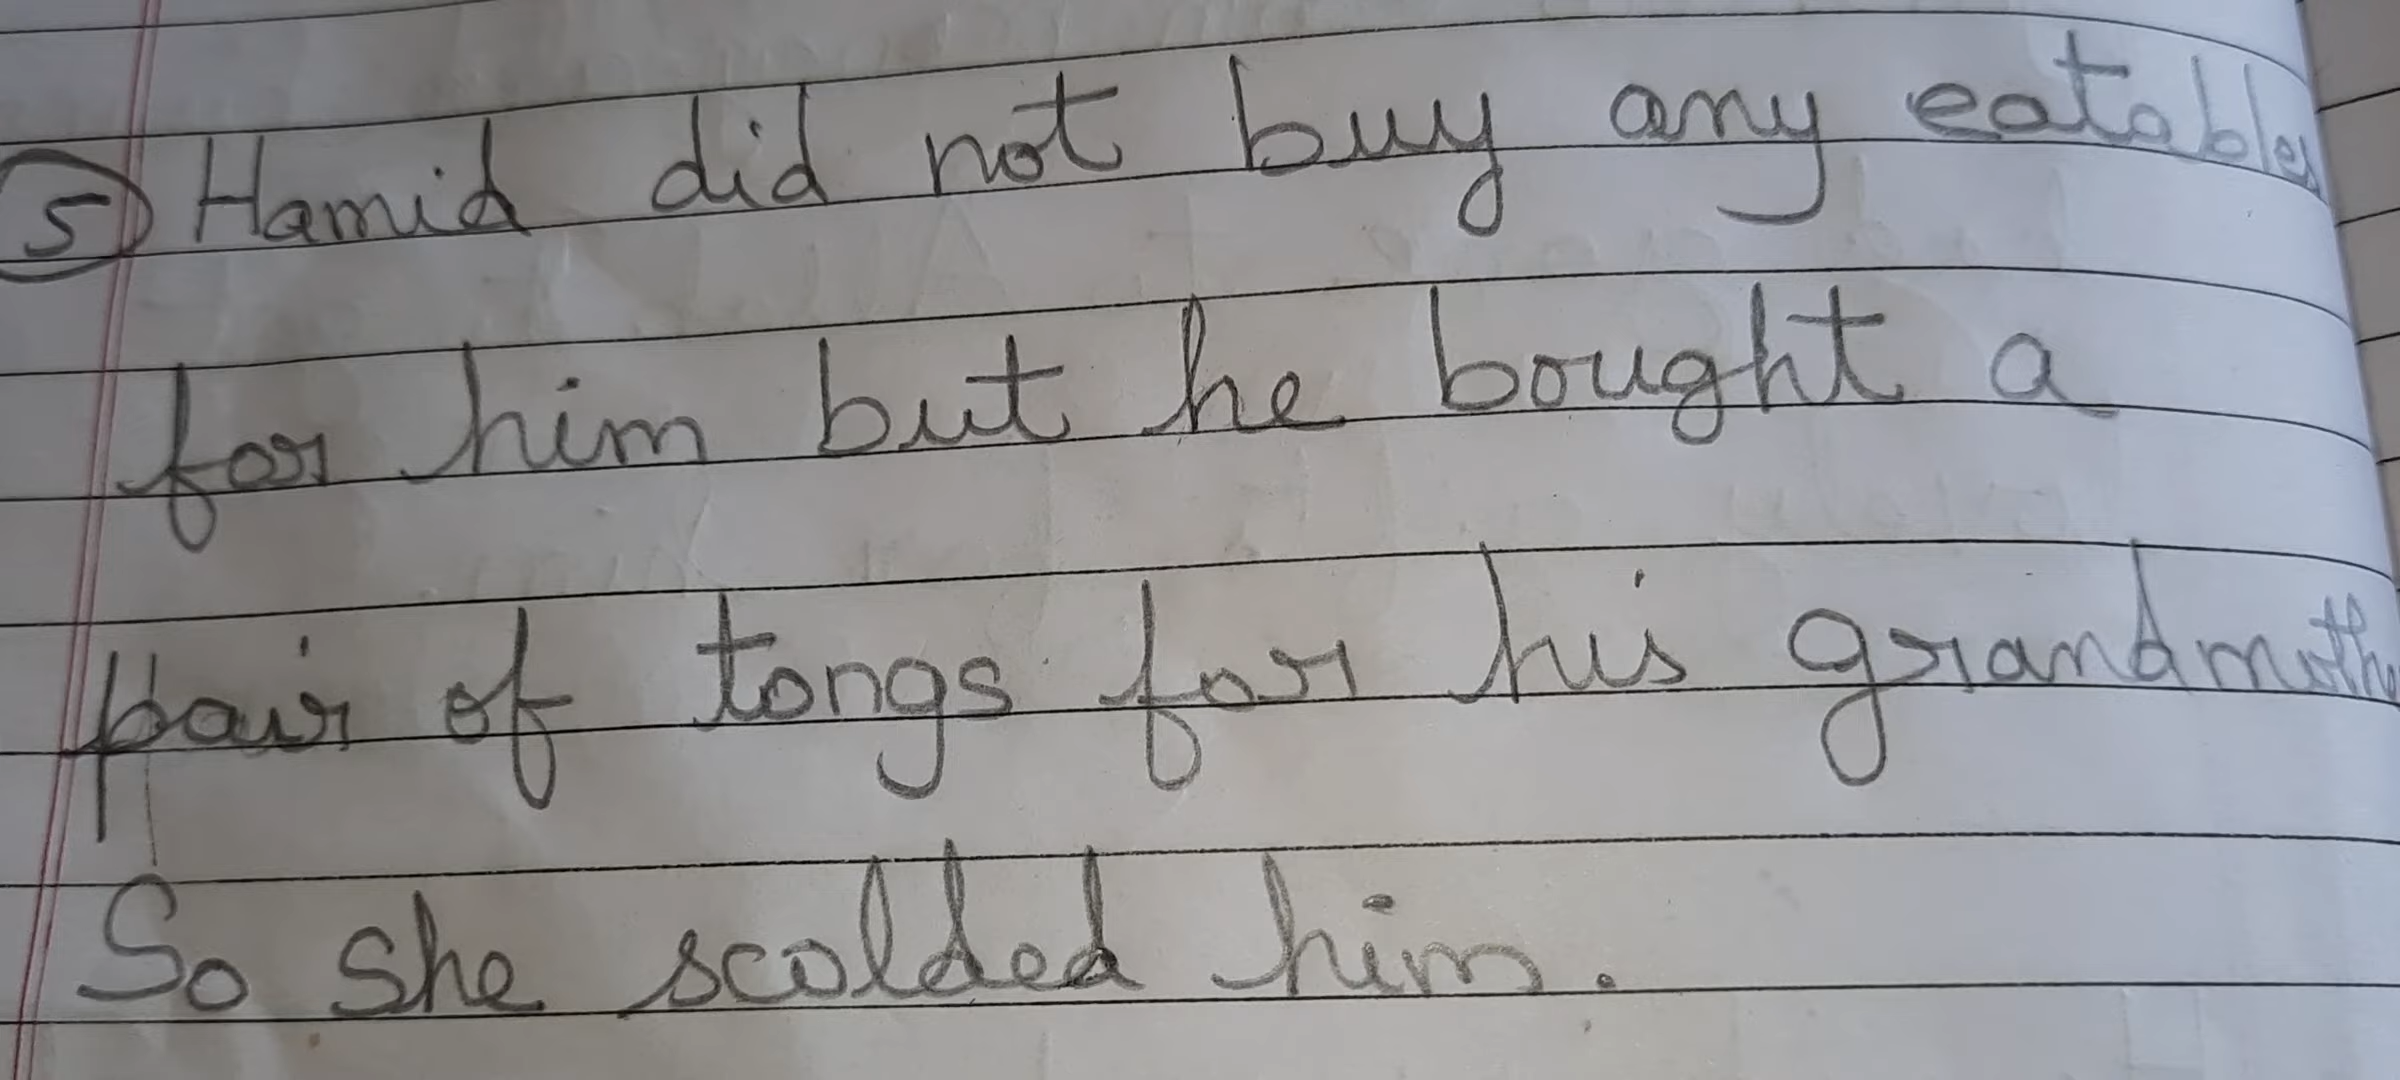 5 Hamid did not buy any eatables
for him but he bought a
pair of tongs for his grandmoth
So she scolded him.